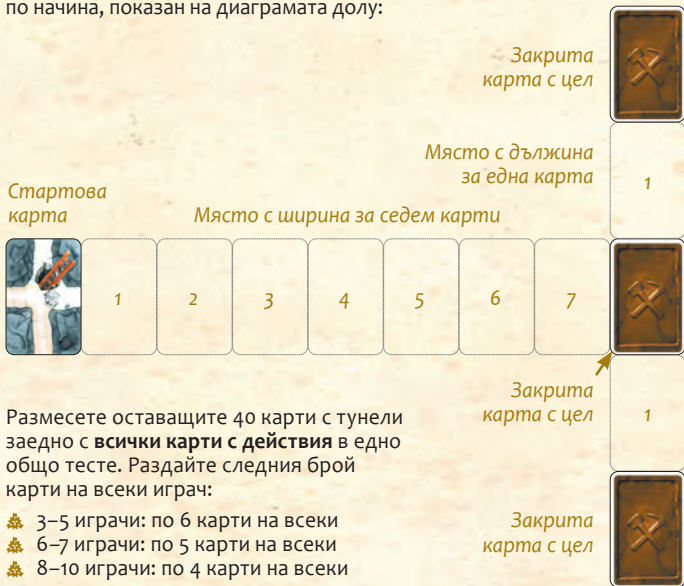 по начина, показан на диаграмата долу:
Закрита
карта с цел
Място с дължина
за една карта
1
Стартова
карта
Място с ширина за седем карти
1 2 3 4 5 6 7
Закрита
карта с цел
1
Размесете оставащите 40 карти с тунели
заедно с всички карти с действия в едно
общо тесте. Раздайте следния брой
карти на всеки играч:
3–5 играчи: по 6 карти на всеки
6–7 играчи: по 5 карти на всеки
8–10 играчи: по 4 карти на всеки
Закрита
карта с цел